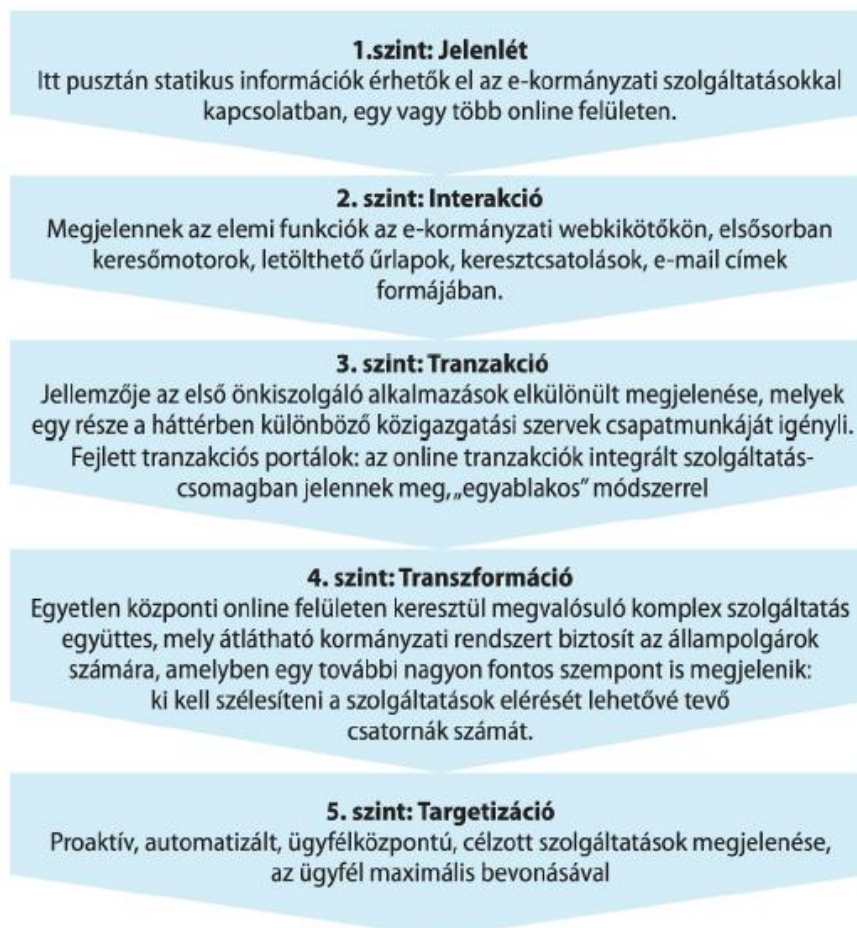 1.szint: Jelenlét
Itt pusztán statikus információk érhetők el az e-kormányzati szolgáltatásokkal
kapcsolatban, egy vagy több online felületen.
2. szint: Interakció
Megjelennek az elemi funkciók az e-kormányzati webkikötőkön, elsősorban
keresőmotorok, letölthető űrlapok, keresztcsatolások, e-mail címek
formájában.
3. szint: Tranzakció
Jellemzője az első önkiszolgáló alkalmazások elkülönült megjelenése, melyek
egy része a háttérben különböző közigazgatási szervek csapatmunkáját igényli.
Fejlett tranzakciós portálok: az online tranzakciók integrált szolgáltatás-
csomagban jelennek meg, „egyablakos” módszerrel
4. szint: Transzformáció
Egyetlen központi online felületen keresztül megvalósuló komplex szolgáltatás
együttes, mely átlátható kormányzati rendszert biztosít az állampolgárok
számára, amelyben egy további nagyon fontos szempont is megjelenik:
ki kell szélesíteni a szolgáltatások elérését lehetővé tevő
csatornák számát.
5. szint: Targetizáció
Proaktív, automatizált, ügyfélközpontú, célzott szolgáltatások megjelenése,
az ügyfél maximális bevonásával